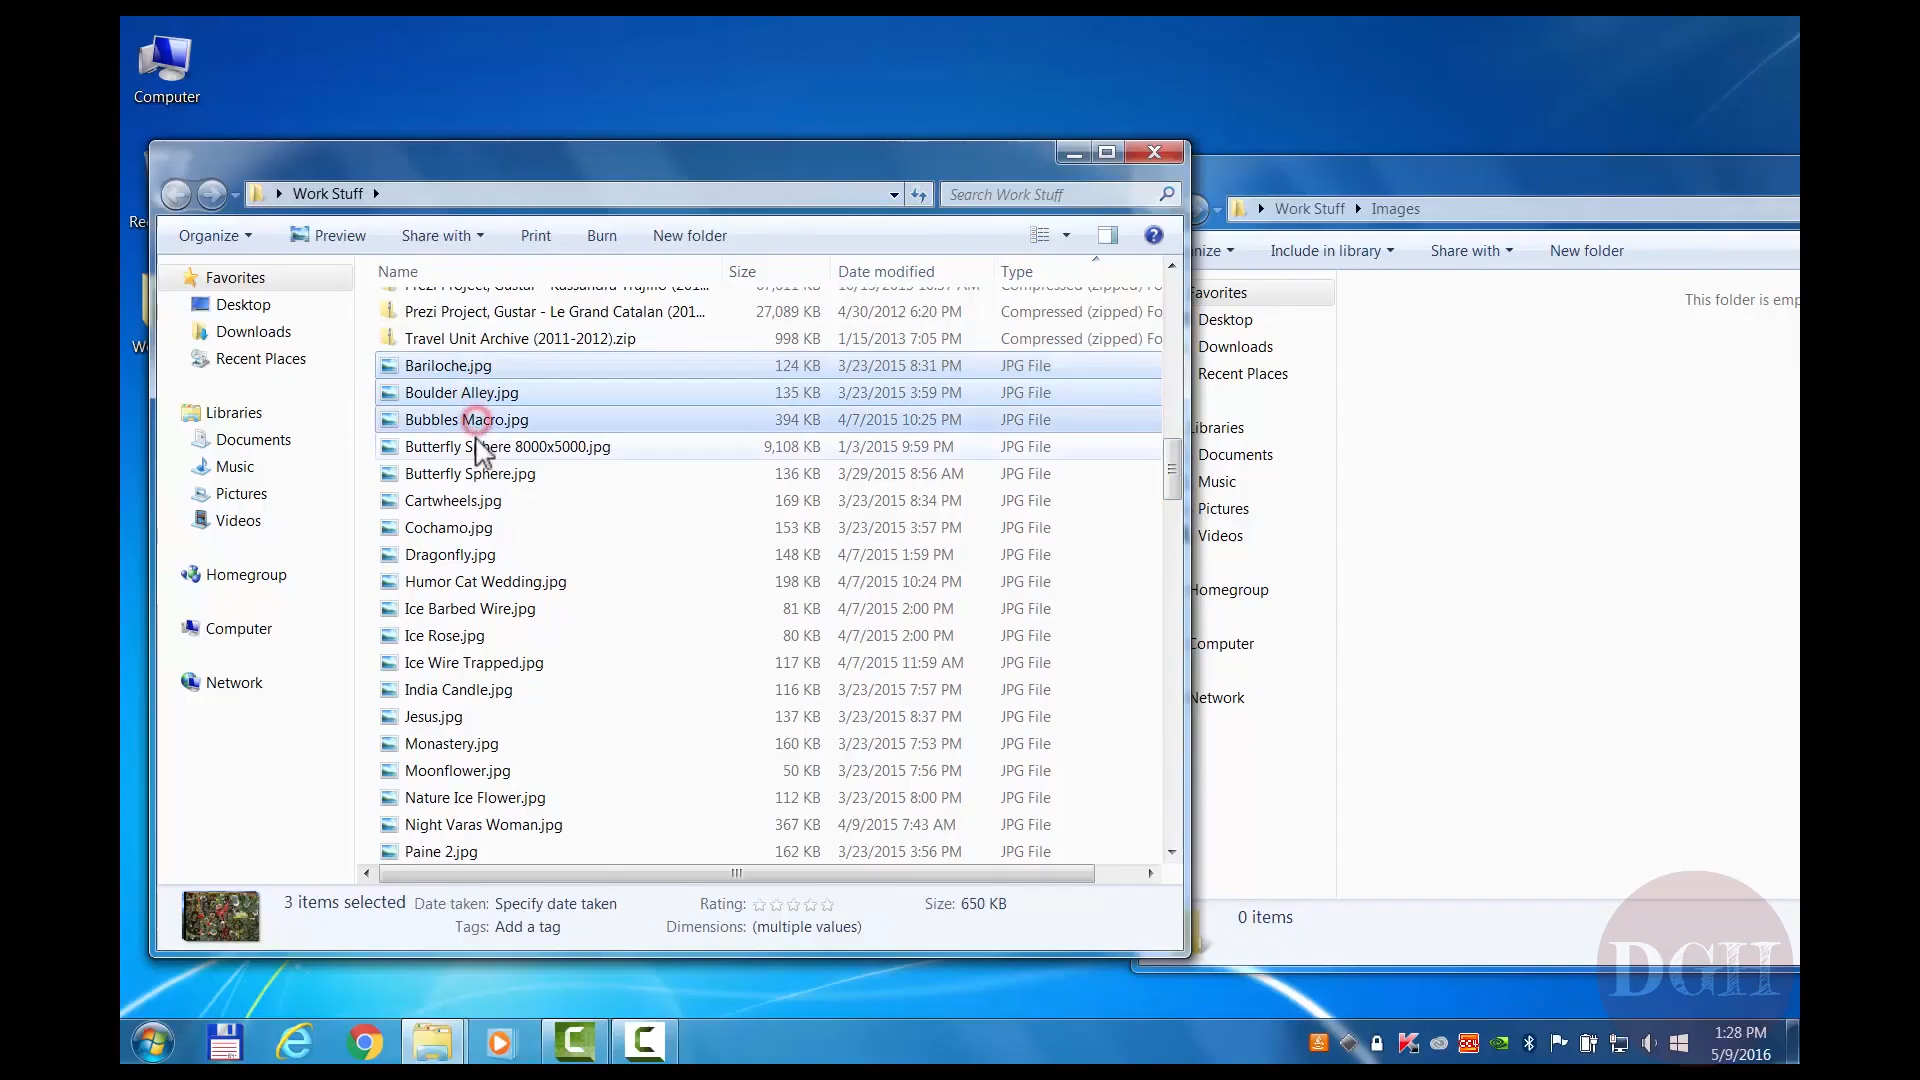 Computer
Work Stuff
Search Work Stuff
Work Stuff Images
Organize Preview Share with Print Burn New folder
Include in library Share with New folder
Name Size Date modified Type
Favorites
Desktop
Downloads
Recent Places
Libraries
Documents
Music
Pictures
Videos
Homegroup
Computer
Network
Prezi Project, Gustar - Le Grand Catalan (201... 27,089 KB 4/30/2012 6:20 PM Compressed (zipped) Fo
Travel Unit Archive (2011-2012).zip 998 KB 1/15/2013 7:05 PM Compressed (zipped) Fo
Bariloche.jpg 124 KB 3/23/2015 8:31 PM JPG File
Boulder Alley.jpg 135 KB 3/23/2015 3:59 PM JPG File
Bubbles Macro.jpg 394 KB 4/7/2015 10:25 PM JPG File
Butterfly Sphere 8000x5000.jpg 9,108 KB 1/3/2015 9:59 PM JPG File
Butterfly Sphere.jpg 136 KB 3/29/2015 8:56 AM JPG File
Cartwheels.jpg 169 KB 3/23/2015 8:34 PM JPG File
Cochamo.jpg 153 KB 3/23/2015 3:57 PM JPG File
Dragonfly.jpg 148 KB 4/7/2015 1:59 PM JPG File
Humor Cat Wedding.jpg 198 KB 4/7/2015 10:24 PM JPG File
Ice Barbed Wire.jpg 81 KB 4/7/2015 2:00 PM JPG File
Ice Rose.jpg 80 KB 4/7/2015 2:00 PM JPG File
Ice Wire Trapped.jpg 117 KB 4/7/2015 11:59 AM JPG File
India Candle.jpg 116 KB 3/23/2015 7:57 PM JPG File
Jesus.jpg 137 KB 3/23/2015 8:37 PM JPG File
Monastery.jpg 160 KB 3/23/2015 7:53 PM JPG File
Moonflower.jpg 50 KB 3/23/2015 7:56 PM JPG File
Nature Ice Flower.jpg 112 KB 3/23/2015 8:00 PM JPG File
Night Varas Woman.jpg 367 KB 4/9/2015 7:43 AM JPG File
Paine 2.jpg 162 KB 3/23/2015 3:56 PM JPG File
3 items selected Date taken: Specify date taken Rating: Size: 650 KB
Tags: Add a tag Dimensions: (multiple values)
avorites
Desktop
Downloads
Recent Places
ibraries
Documents
Music
Pictures
Videos
Homegroup
Computer
Network
This folder is emp
0 items
DGH
1:28 PM
5/9/2016